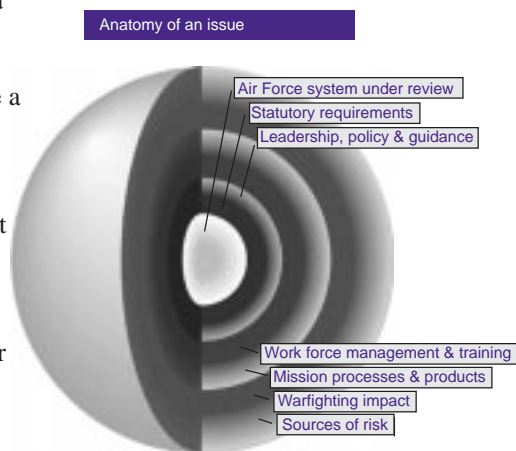 Anatomy of an issue
Air Force system under review
Statutory requirements
Leadership, policy & guidance
Work force management & training
Mission processes & products
Warfighting impact
Sources of risk